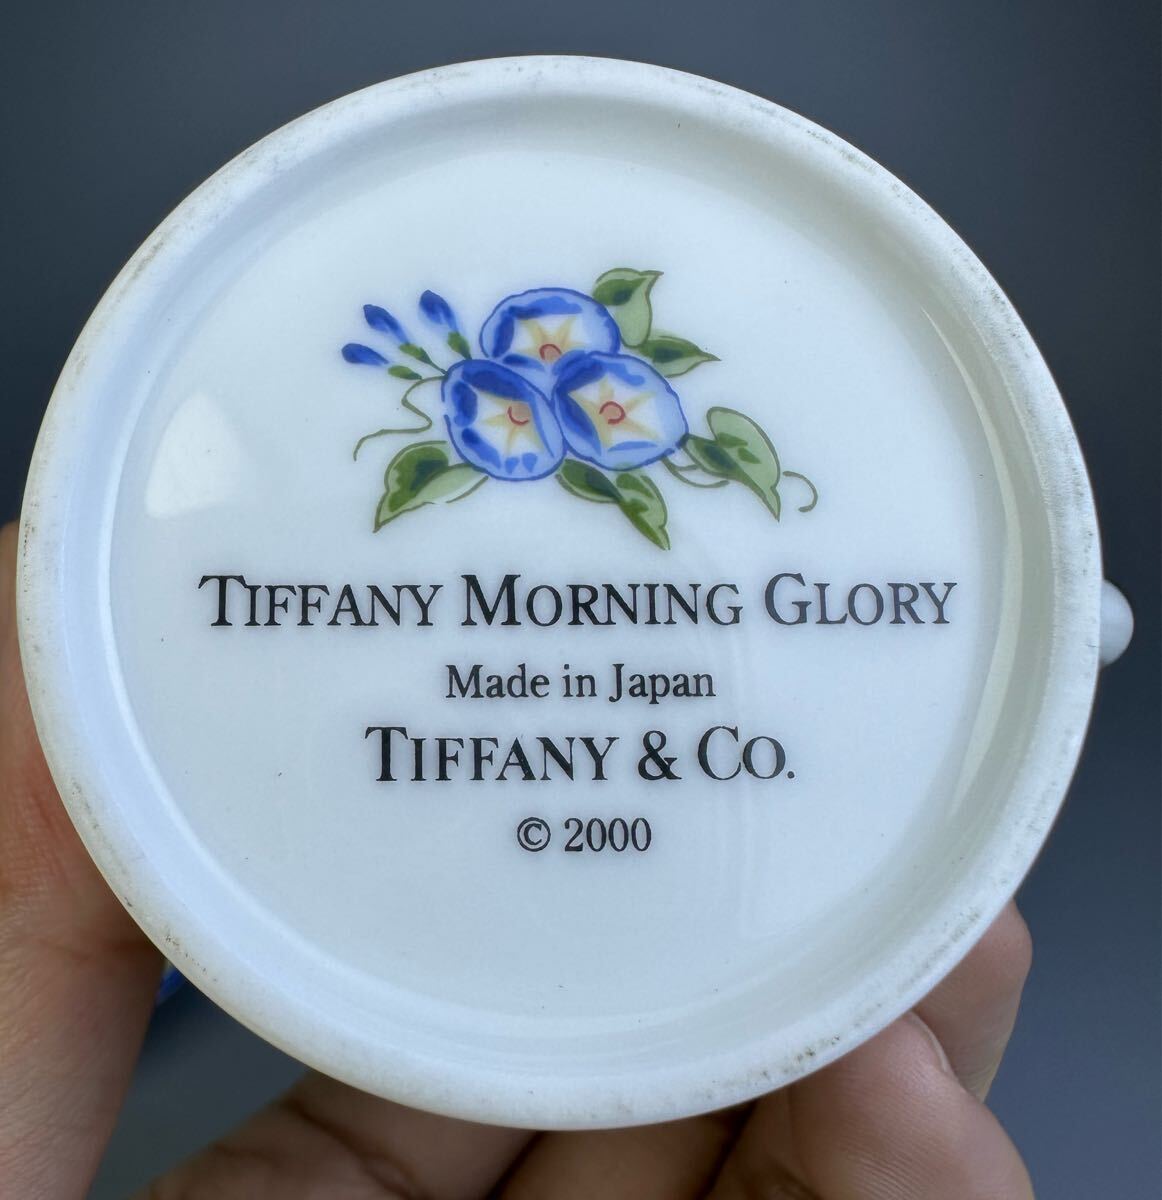 TIFFANY MORNING GLORY
Made in Japan
TIFFANY & CO.
© 2000